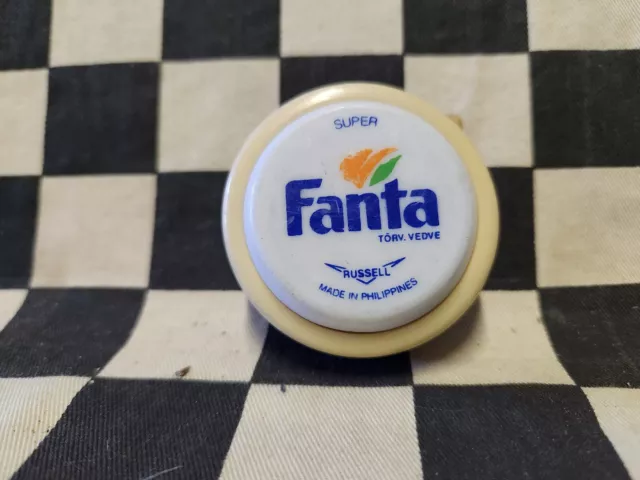 SUPER
Fanta
TÖRV. VEDVE
RUSSELL
MADE IN PHILIPPINES